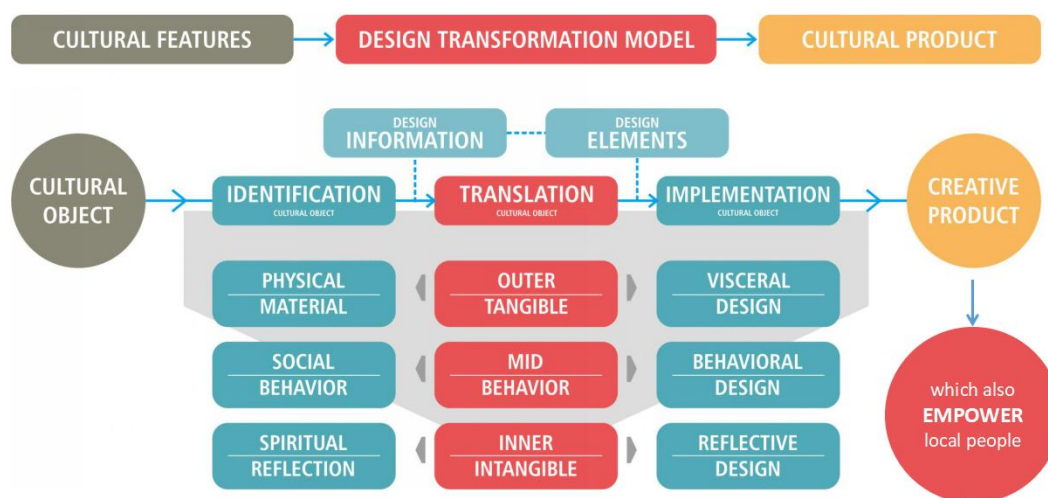 CULTURAL FEATURES
DESIGN TRANSFORMATION MODEL
CULTURAL PRODUCT
DESIGN
INFORMATION
DESIGN
ELEMENTS
CULTURAL
OBJECT
IDENTIFICATION
CULTURAL OBJECT
TRANSLATION
CULTURAL OBJECT
IMPLEMENTATION
CULTURAL OBJECT
CREATIVE
PRODUCT
PHYSICAL
MATERIAL
OUTER
TANGIBLE
VISCERAL
DESIGN
SOCIAL
BEHAVIOR
MID
BEHAVIOR
BEHAVIORAL
DESIGN
SPIRITUAL
REFLECTION
INNER
INTANGIBLE
REFLECTIVE
DESIGN
which also
EMPOWER
local people